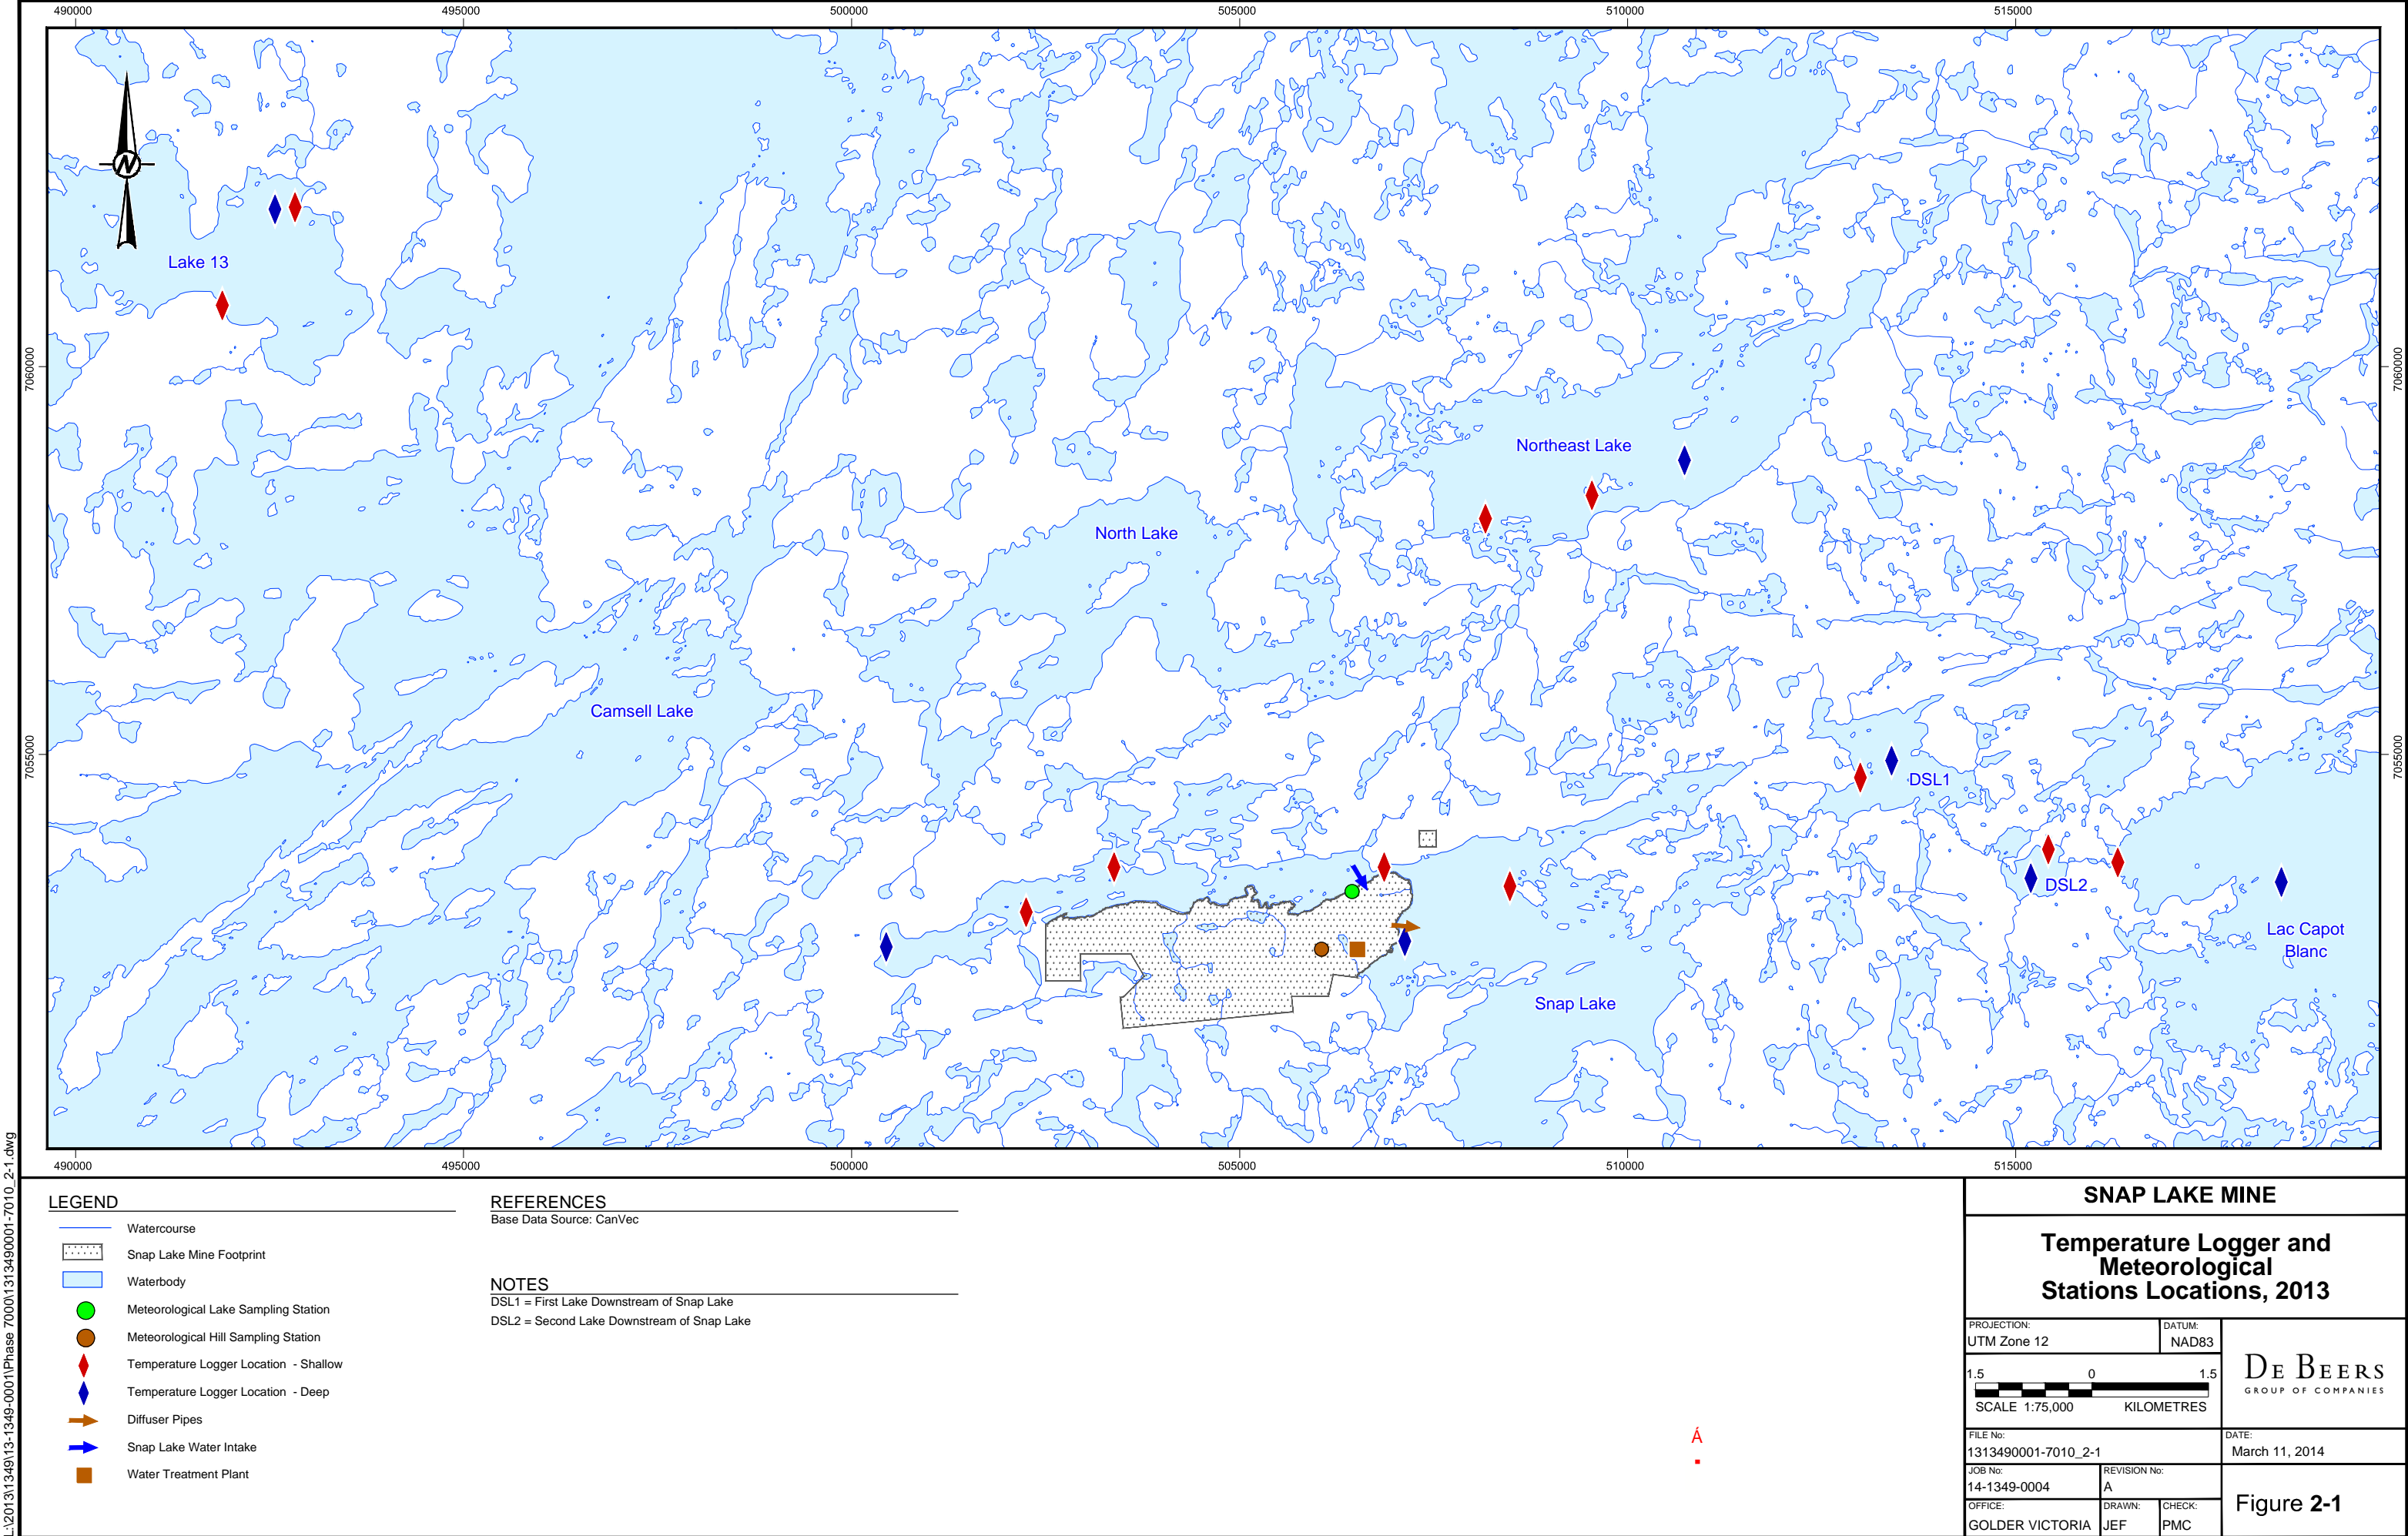 490000 495000 500000 505000 510000 515000
7060000
7060000
7055000
7055000
N
Lake 13
Northeast Lake
North Lake
Camsell Lake
DSL1
DSL2
Lac Capot
Blanc
Snap Lake
490000 495000 500000 505000 510000 515000
L:\2013\1349\13-1349-0001\Phase 7000\1313490001-7010_2-1.dwg
LEGEND
Watercourse
Snap Lake Mine Footprint
Waterbody
Meteorological Lake Sampling Station
Meteorological Hill Sampling Station
Temperature Logger Location - Shallow
Temperature Logger Location - Deep
Diffuser Pipes
Snap Lake Water Intake
Water Treatment Plant
REFERENCES
Base Data Source: CanVec
NOTES
DSL1 = First Lake Downstream of Snap Lake
DSL2 = Second Lake Downstream of Snap Lake
Á
SNAP LAKE MINE
Temperature Logger and
Meteorological
Stations Locations, 2013
PROJECTION:
UTM Zone 12
DATUM:
NAD83
1.5 0 1.5
SCALE 1:75,000 KILOMETRES
DE BEERS
GROUP OF COMPANIES
FILE No:
1313490001-7010_2-1
DATE:
March 11, 2014
JOB No:
14-1349-0004
REVISION No:
A
OFFICE:
GOLDER VICTORIA
DRAWN:
JEF
CHECK:
PMC
Figure 2-1